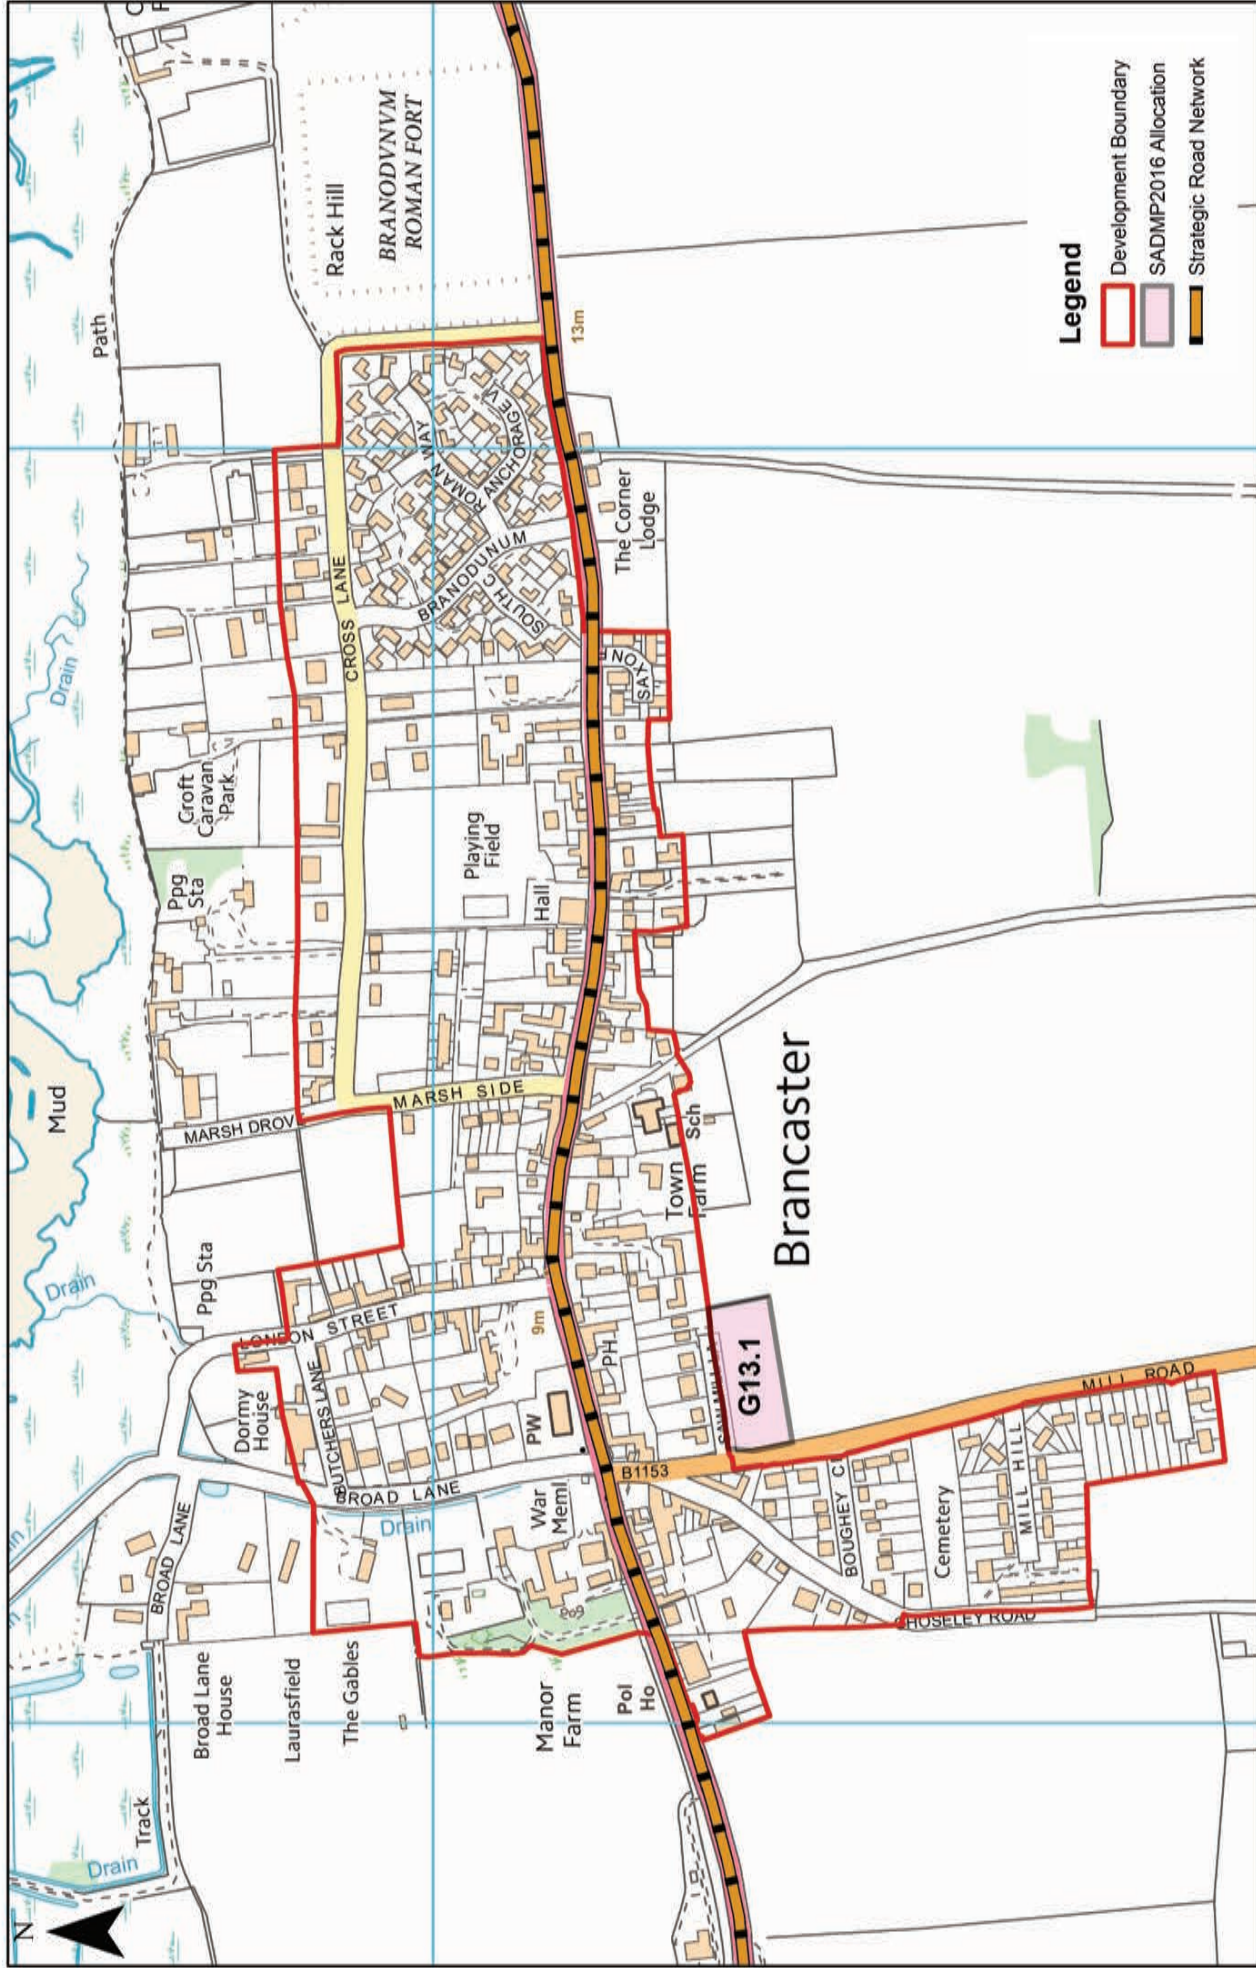 N
Drain
Track
Drain
Mud
Drain
Path
Broad Lane
House
BROAD LANE
Dormy
House
Ppg Sta
MARSH DROV
Ppg
Sta
Croft
Caravan
Park
LONDON STREET
Laurasfield
The Gables
BUTCHERS LANE
BROAD LANE
Drain
CROSS LANE
Rack Hill
BRANODVNVM
ROMAN FORT
MARSH SIDE
Playing
Field
Hall
BRANODUNUM
ROMAN WAY
ANCHORAGE V
SOUTH C
Manor
Farm
War
Meml
PW
9m
13m
Pol
Ho
B1153
PH
Town
Farm
Sch
SAXON F
The Corner
Lodge
G13.1
Brancaster
BOUGHEY C
Cemetery
CHOSELEY ROAD
MILL HILL
MILL ROAD
Legend
Development Boundary
SADMP2016 Allocation
Strategic Road Network